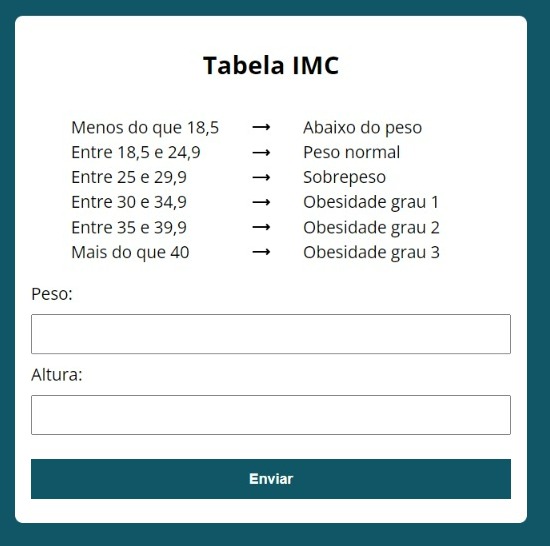 Tabela IMC
Menos do que 18,5 → Abaixo do peso
Entre 18,5 e 24,9 → Peso normal
Entre 25 e 29,9 → Sobrepeso
Entre 30 e 34,9 → Obesidade grau 1
Entre 35 e 39,9 → Obesidade grau 2
Mais do que 40 → Obesidade grau 3
Peso:
Altura:
Enviar